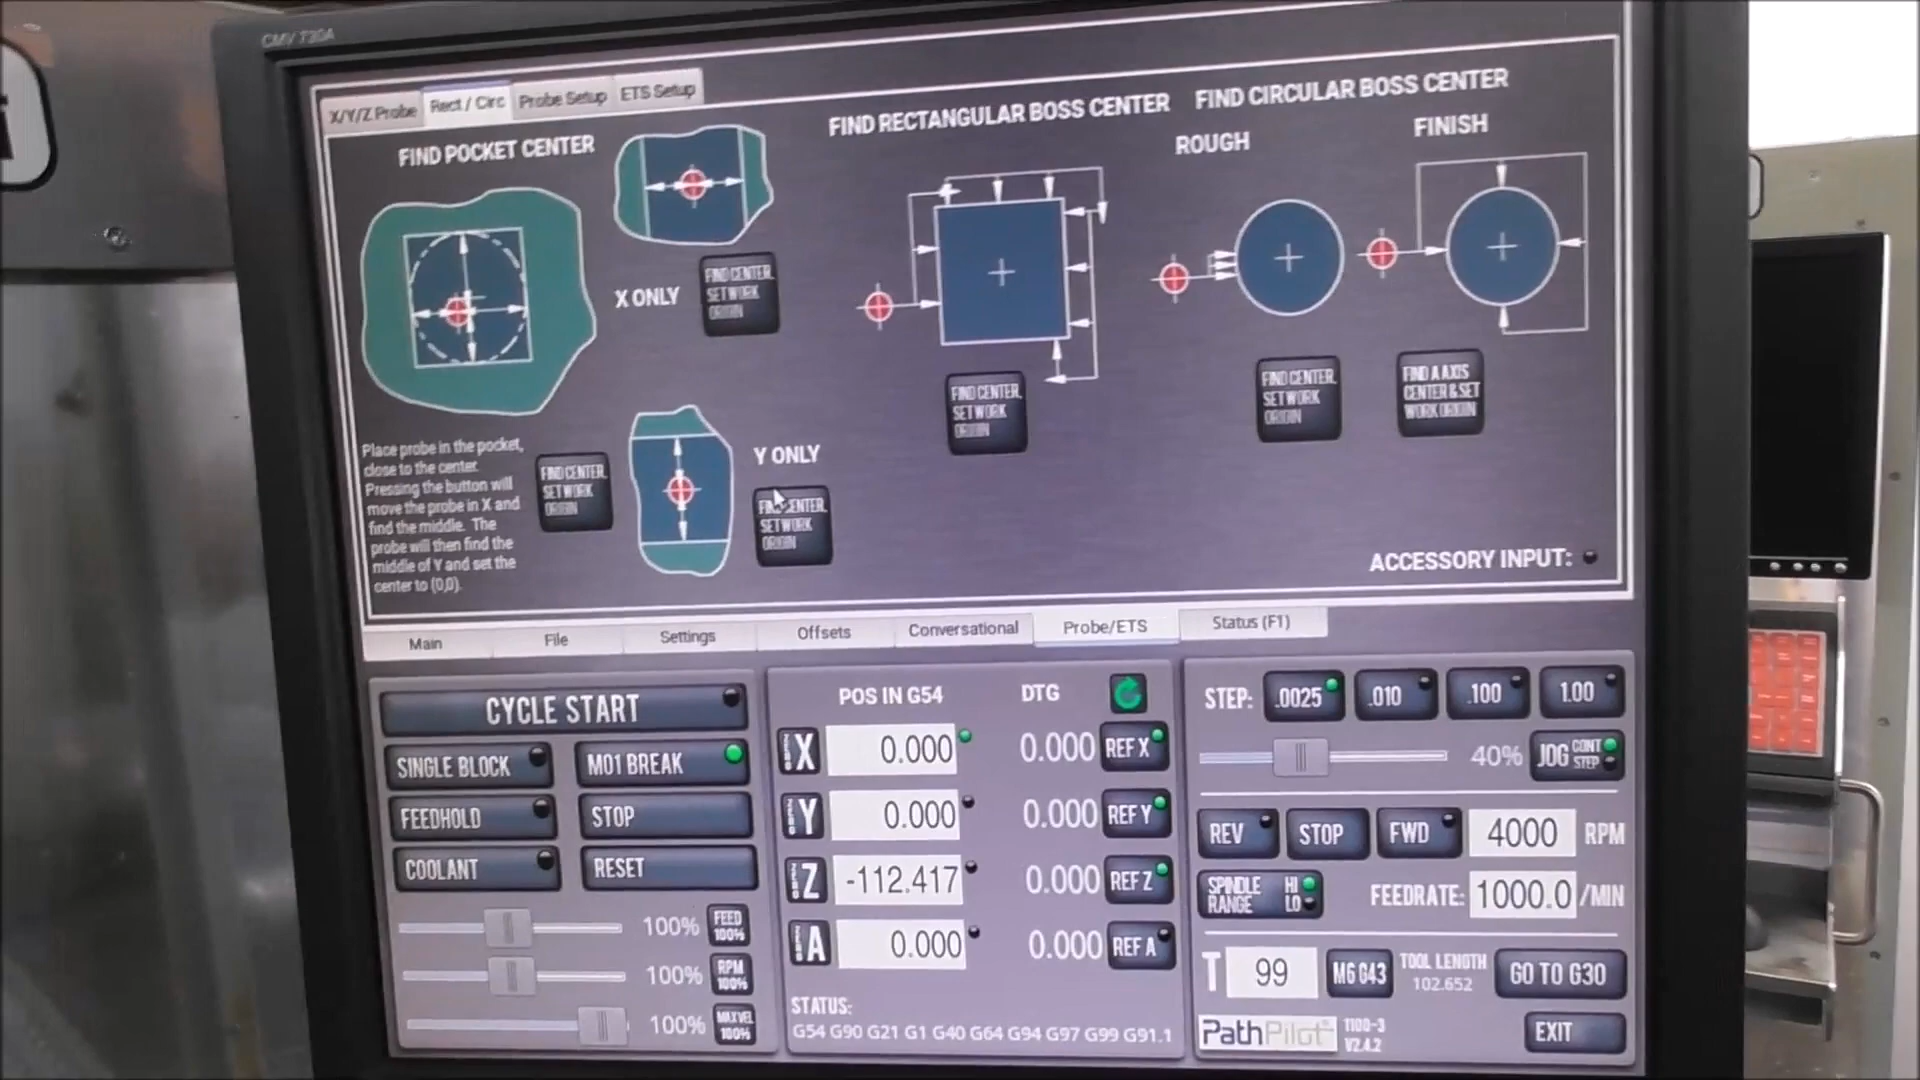 CMV 730A
X/Y/Z Probe
Rect / Circ
Probe Setup
ETS Setup
FIND POCKET CENTER
X ONLY
FIND CENTER,
SET WORK
ORIGIN
Place probe in the pocket,
close to the center.
Pressing the button will
move the probe in X and
find the middle. The
probe will then find the
middle of Y and set the
center to (0,0).
FIND CENTER,
SET WORK
ORIGIN
Y ONLY
FIND CENTER,
SET WORK
ORIGIN
FIND RECTANGULAR BOSS CENTER
FIND CENTER,
SET WORK
ORIGIN
FIND CIRCULAR BOSS CENTER
ROUGH
FINISH
FIND CENTER,
SET WORK
ORIGIN
FIND A AXIS
CENTER & SET
WORK ORIGIN
ACCESSORY INPUT:
Main
File
Settings
Offsets
Conversational
Probe/ETS
Status (F1)
CYCLE START
SINGLE BLOCK
M01 BREAK
FEEDHOLD
STOP
COOLANT
RESET
100%
FEED
100%
100%
RPM
100%
100%
MAX VEL
100%
POS IN G54
DTG
ZERO
X
0.000
0.000
REF X
ZERO
Y
0.000
0.000
REF Y
ZERO
Z
-112.417
0.000
REF Z
ZERO
A
0.000
0.000
REF A
STATUS:
G54 G90 G21 G1 G40 G64 G94 G97 G99 G91.1
STEP:
.0025
.010
.100
1.00
40%
JOG
CONT
STEP
REV
STOP
FWD
4000
RPM
SPINDLE
RANGE
HI
LO
FEEDRATE:
1000.0
/MIN
T
99
M6 G43
TOOL LENGTH
102.652
GO TO G30
PathPilot
1100-3
V2.4.2
EXIT